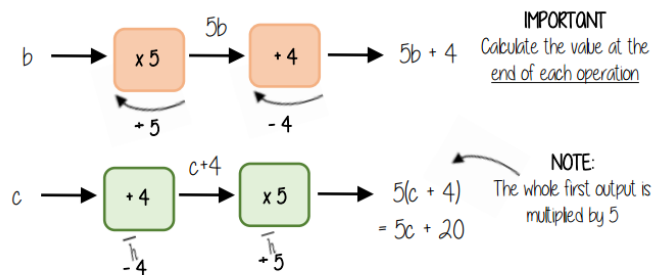 b
x 5
5b
+ 4
5b + 4
÷ 5
- 4
IMPORTANT
Calculate the value at the
end of each operation
c
+ 4
c+4
x 5
5(c + 4)
= 5c + 20
h
- 4
h
÷ 5
NOTE:
The whole first output is
multiplied by 5